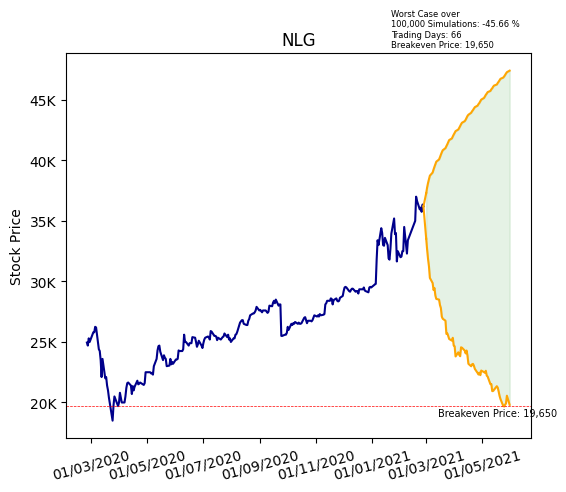 Worst Case over
100,000 Simulations: -45.66 %
Trading Days: 66
Breakeven Price: 19,650
NLG
Stock Price
45K
40K
35K
30K
25K
20K
Breakeven Price: 19,650
01/03/2020 01/05/2020 01/07/2020 01/09/2020 01/11/2020 01/01/2021 01/03/2021 01/05/2021